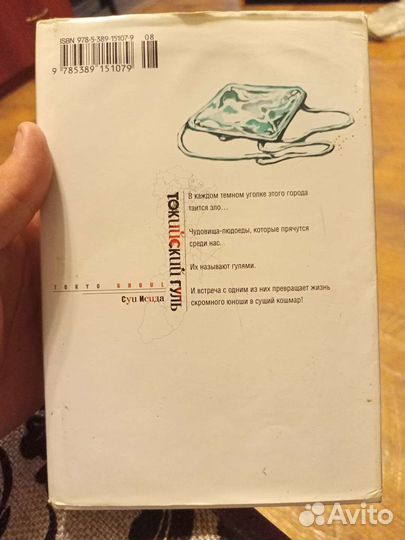 ISBN 978-5-389-15107-9
08
9 785389 151079
ТОКИЙСКИЙ ГУЛЬ
TOKYO GHOUL
Суи Исида
В каждом темном уголке этого города
таится зло...
Чудовища-людоеды, которые прячутся
среди нас...
Их называют гулями.
И встреча с одним из них превращает жизнь
скромного юноши в сущий кошмар!
Avito